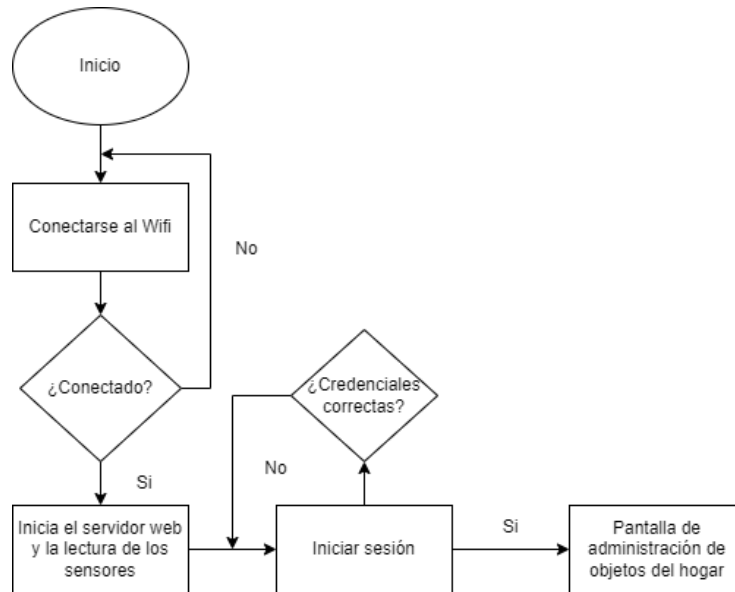 Inicio
Conectarse al Wifi
No
¿Conectado?
¿Credenciales
correctas?
Si
No
Inicia el servidor web
y la lectura de los
sensores
Iniciar sesión
Si
Pantalla de
administración de
objetos del hogar